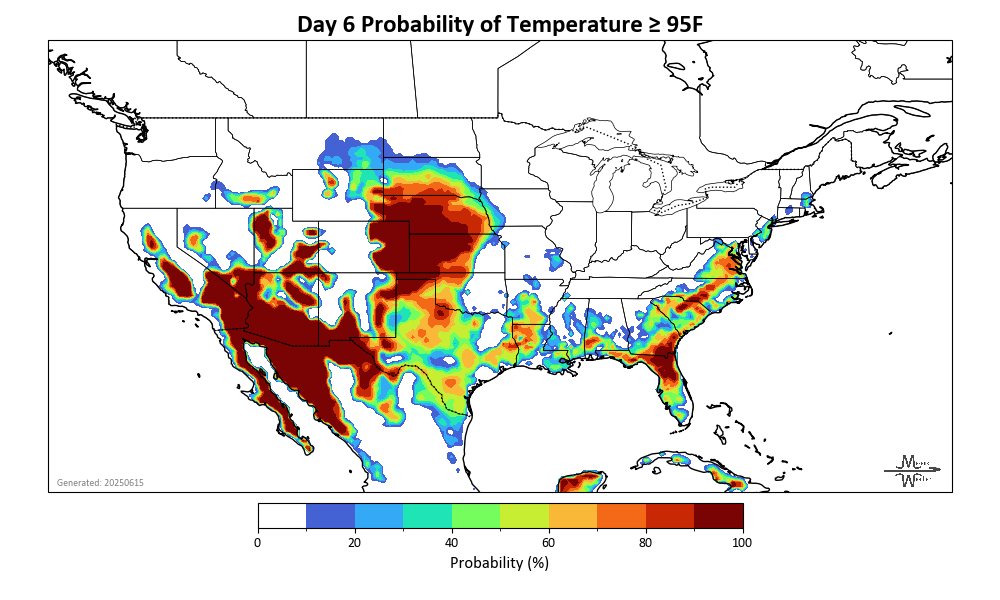 Day 6 Probability of Temperature ≥ 95F
Generated: 20250615
0 20 40 60 80 100
Probability (%)